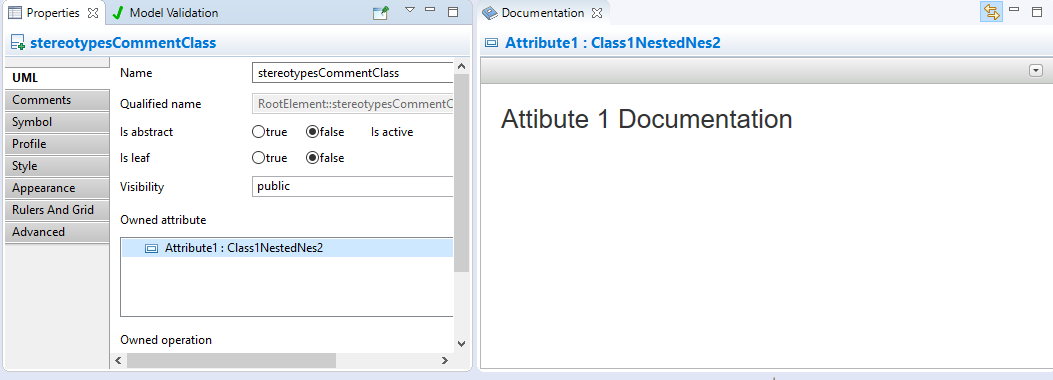 Properties
Model Validation
stereotypesCommentClass
UML
Comments
Symbol
Profile
Style
Appearance
Rulers And Grid
Advanced
Name
stereotypesCommentClass
Qualified name
RootElement::stereotypesCommentC
Is abstract
true
false
Is active
Is leaf
true
false
Visibility
public
Owned attribute
Attribute1 : Class1NestedNes2
Owned operation
Documentation
Attribute1 : Class1NestedNes2
Attibute 1 Documentation